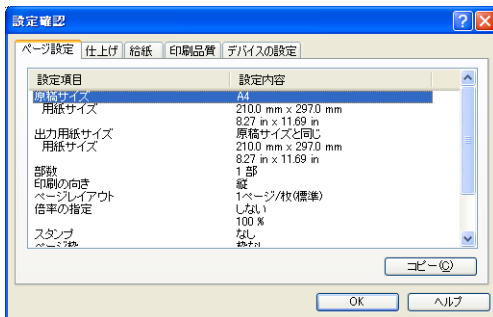 設定確認
ページ設定 仕上げ 給紙 印刷品質 デバイスの設定
設定項目 設定内容
原稿サイズ A4
用紙サイズ 210.0 mm x 297.0 mm
8.27 in x 11.69 in
出力用紙サイズ 原稿サイズと同じ
用紙サイズ 210.0 mm x 297.0 mm
8.27 in x 11.69 in
部数 1 部
印刷の向き 縦
ページレイアウト 1ページ/枚(標準)
倍率の指定 しない
100 %
スタンプ なし
ページ枠 枠なし
コピー(C)
OK ヘルプ